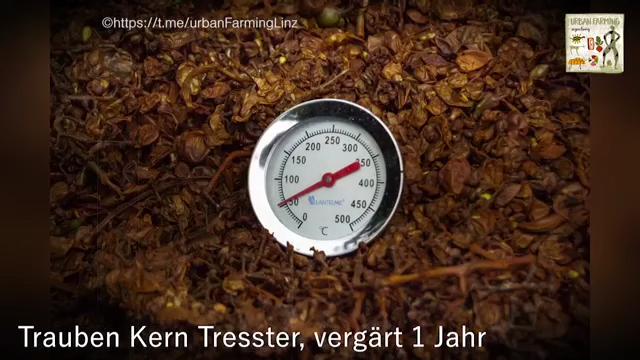 ©https://t.me/urbanFarmingLinz
URBAN FARMING
250
200
300
150
350
100
400
50
450
0
500
°C
Trauben Kern Tresster, vergärt 1 Jahr